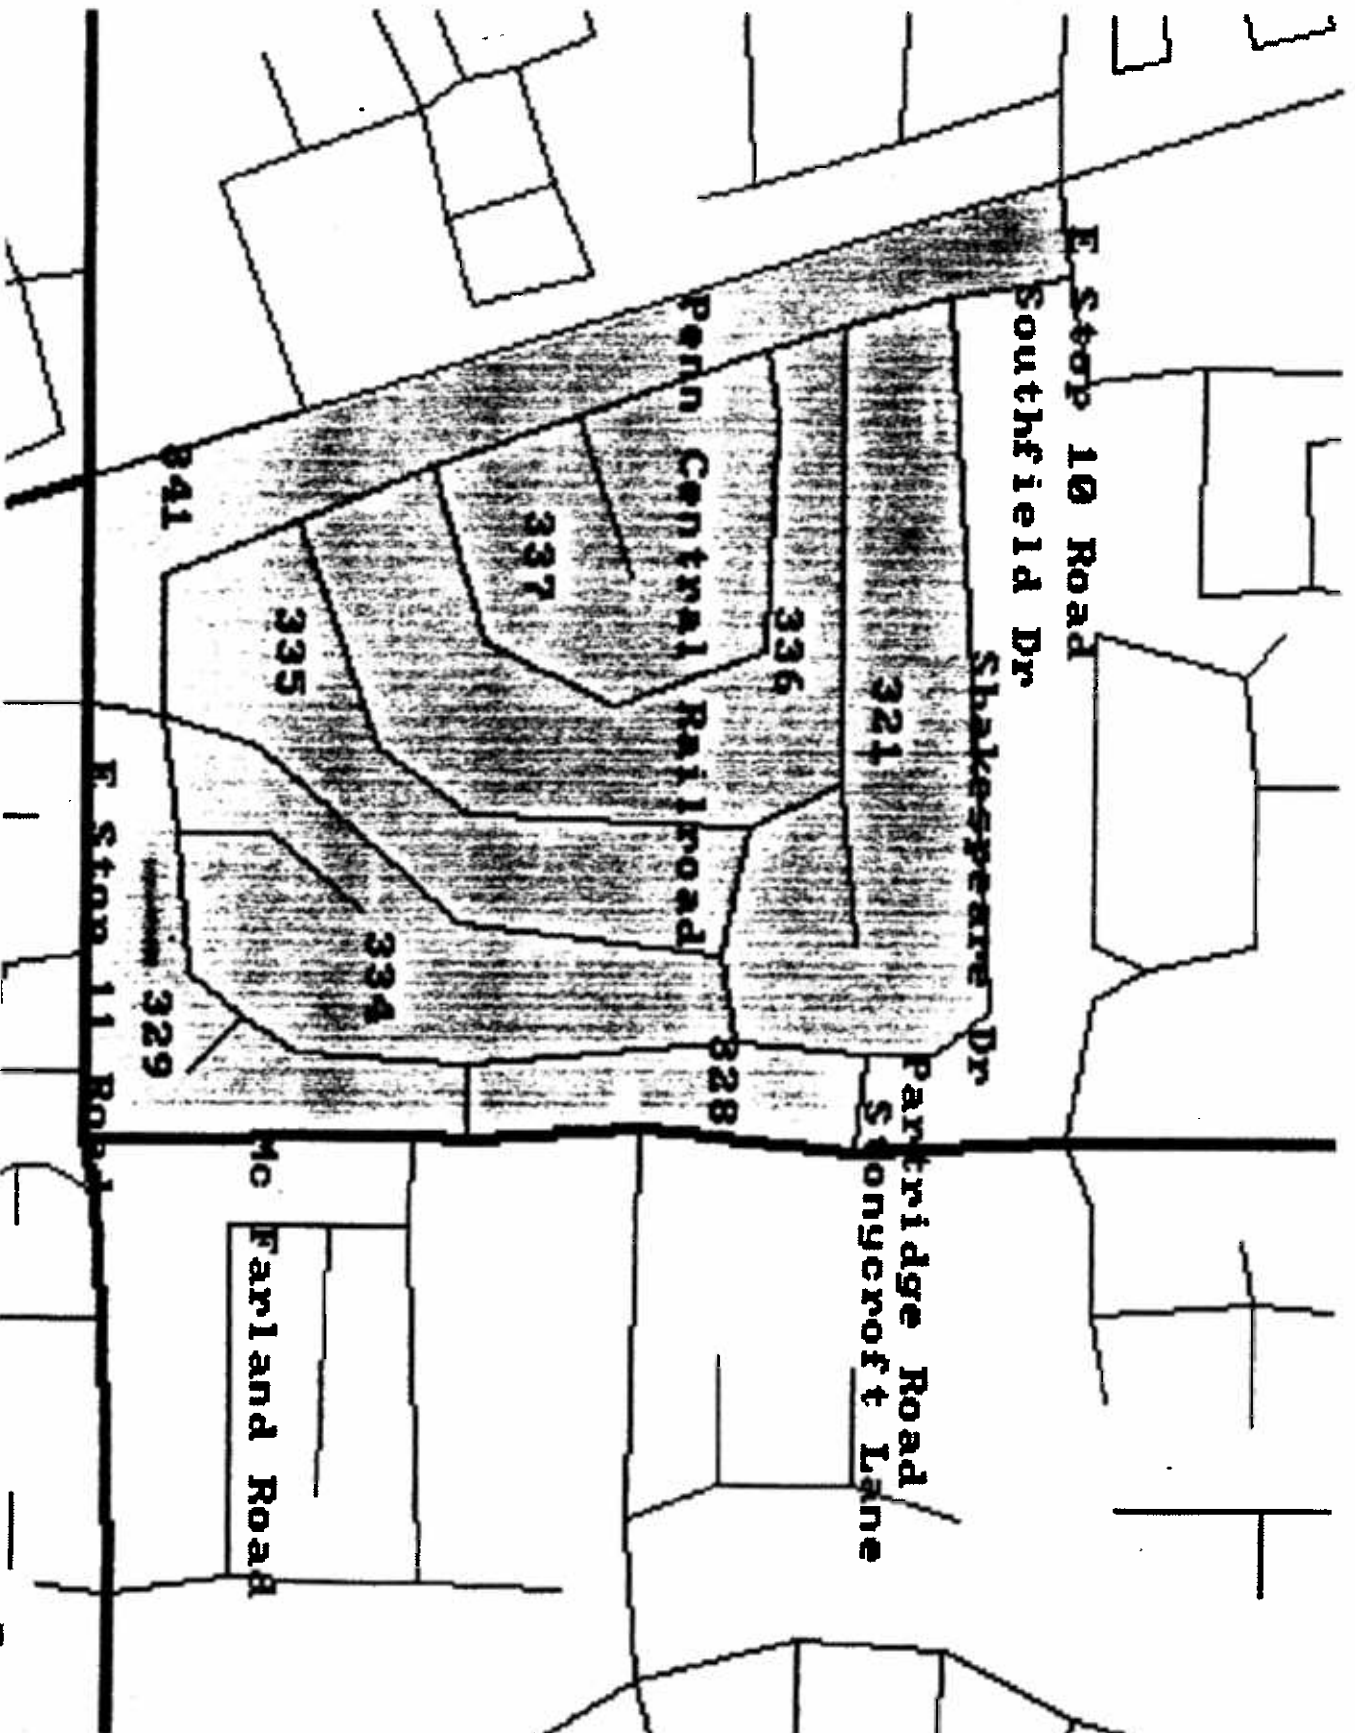 E Stop 10 Road
Southfield Dr
Shakespeare Dr
Partridge Road
321
Stonycroft Lane
336
328
Penn Central Railroad
337
334
335
Mc Farland Road
341
329
E Stop 11 Road